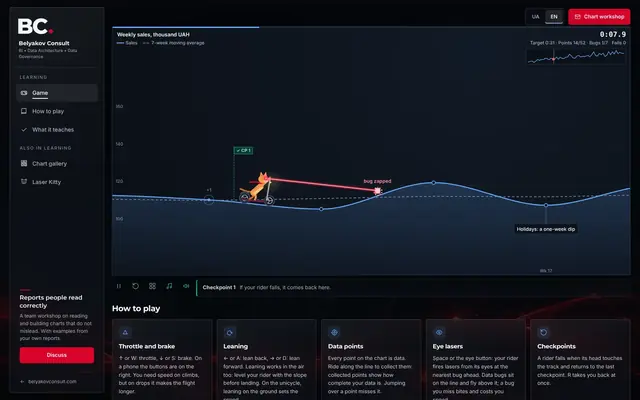 BC.
Belyakov Consult
AI • Data Architecture • Data
Governance
LEARNING
Game
How to play
What it teaches
ALSO IN LEARNING
Chart gallery
Laser Kitty
Reports people read
correctly
A team workshop on reading
and building charts that do not
mislead. With examples from
your own reports.
Discuss
← belyakovconsult.com
UA
EN
Chart workshop
Weekly sales, thousand UAH
Sales
7-week moving average
0:07.9
Points 14/52
Falls 0
160
140
120
100
✓ CP 1
+1
bug zapped
Holidays: a one-week dip
Checkpoint 1 If your rider falls, it comes back here.
How to play
Throttle and brake
↑ or W: throttle, ↓ or S: brake. On
a phone the buttons are on the
right. You need speed on climbs,
but on drops it makes the flight
longer.
Leaning
← or A: lean back, → or D: lean
forward. Leaning works in the air
too: level your rider with the slope
before landing. On the unicycle,
leaning on the ground sets the
Data points
Every point on the chart is data.
Ride along the line to collect them:
collected points show how
complete your data is. Jumping
over a point misses it.
Eye lasers
Space or the eye button: your rider
fires lasers from its eyes at the
nearest bug ahead. Data bugs sit
on the line and fly above it; a bug
you miss bites and costs you
Checkpoints
A rider falls when its head touches
the track and returns to the last
checkpoint. R takes you back at
once.